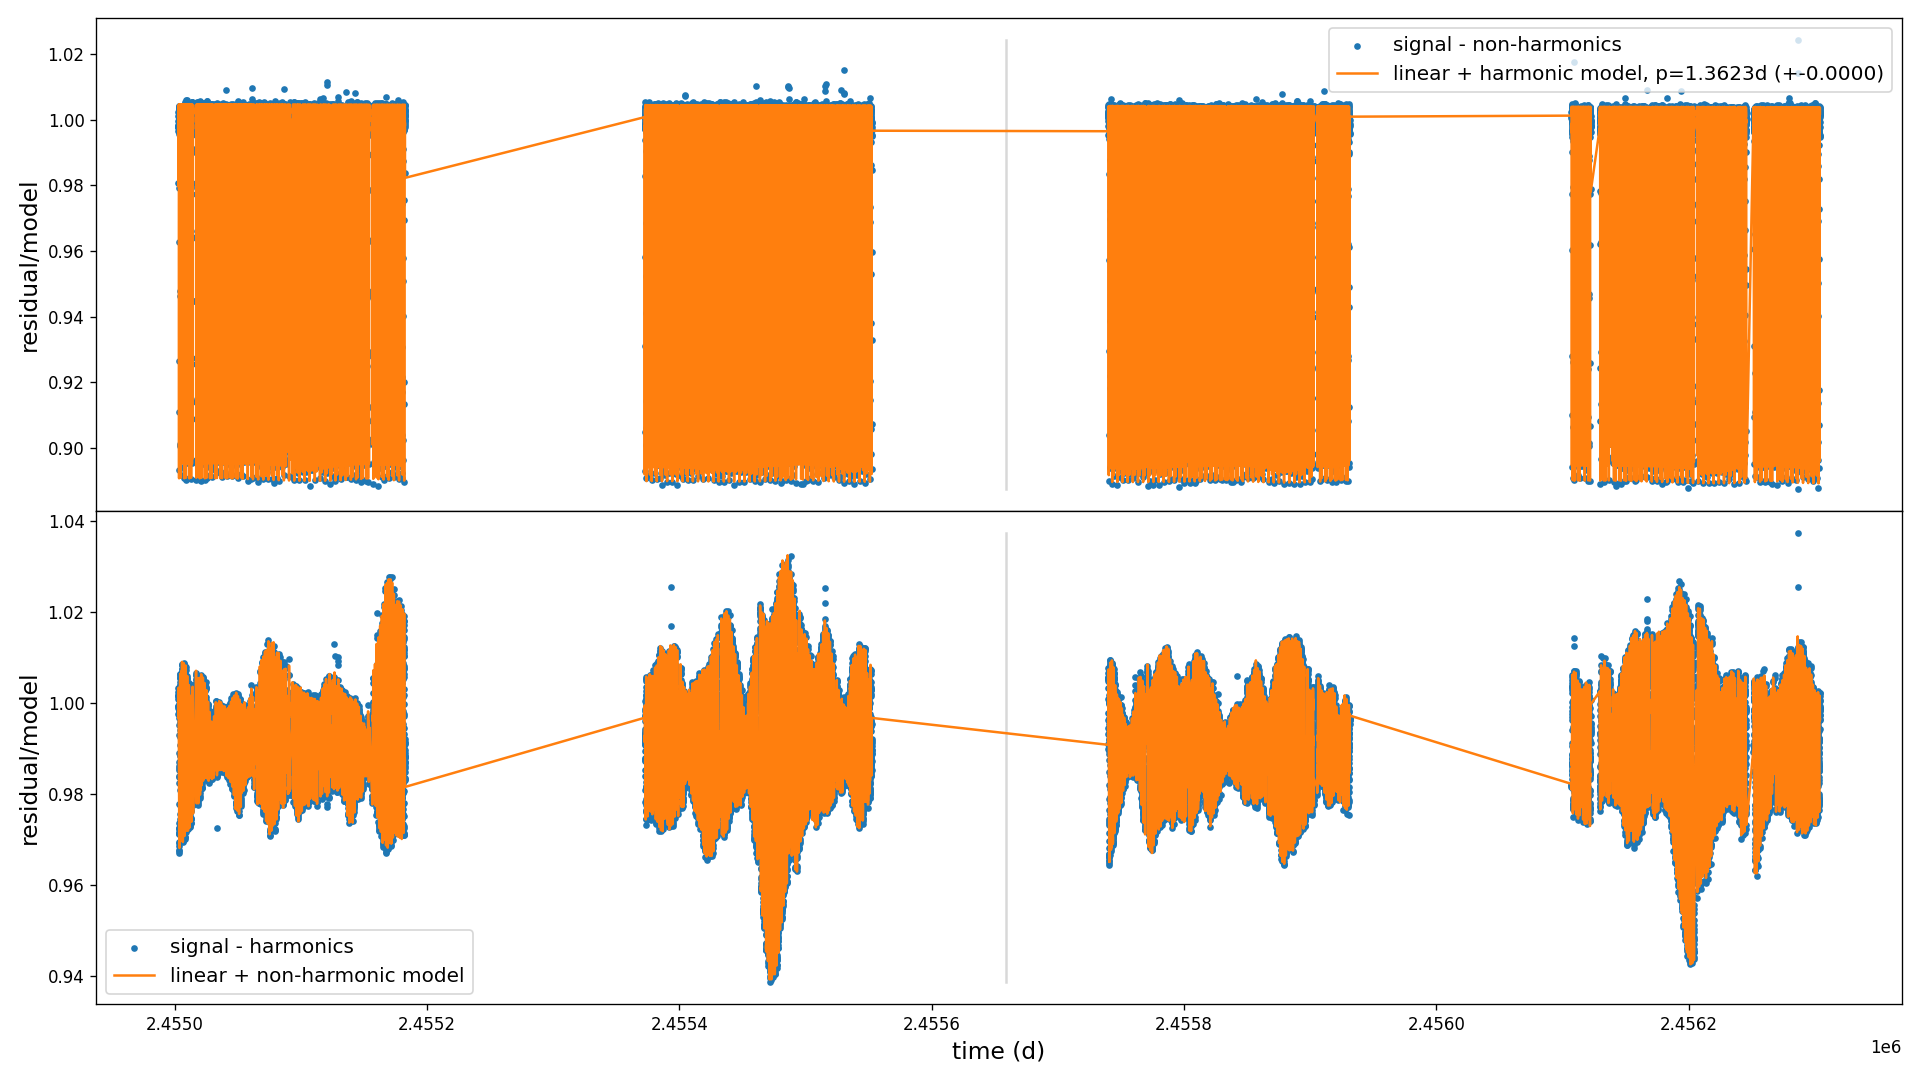 1.02
1.00
0.98
0.96
0.94
0.92
0.90
residual/model
signal - non-harmonics
linear + harmonic model, p=1.3623d (+-0.0000)
1.04
1.02
1.00
0.98
0.96
0.94
residual/model
signal - harmonics
linear + non-harmonic model
2.4550
2.4552
2.4554
2.4556
2.4558
2.4560
2.4562
1e6
time (d)